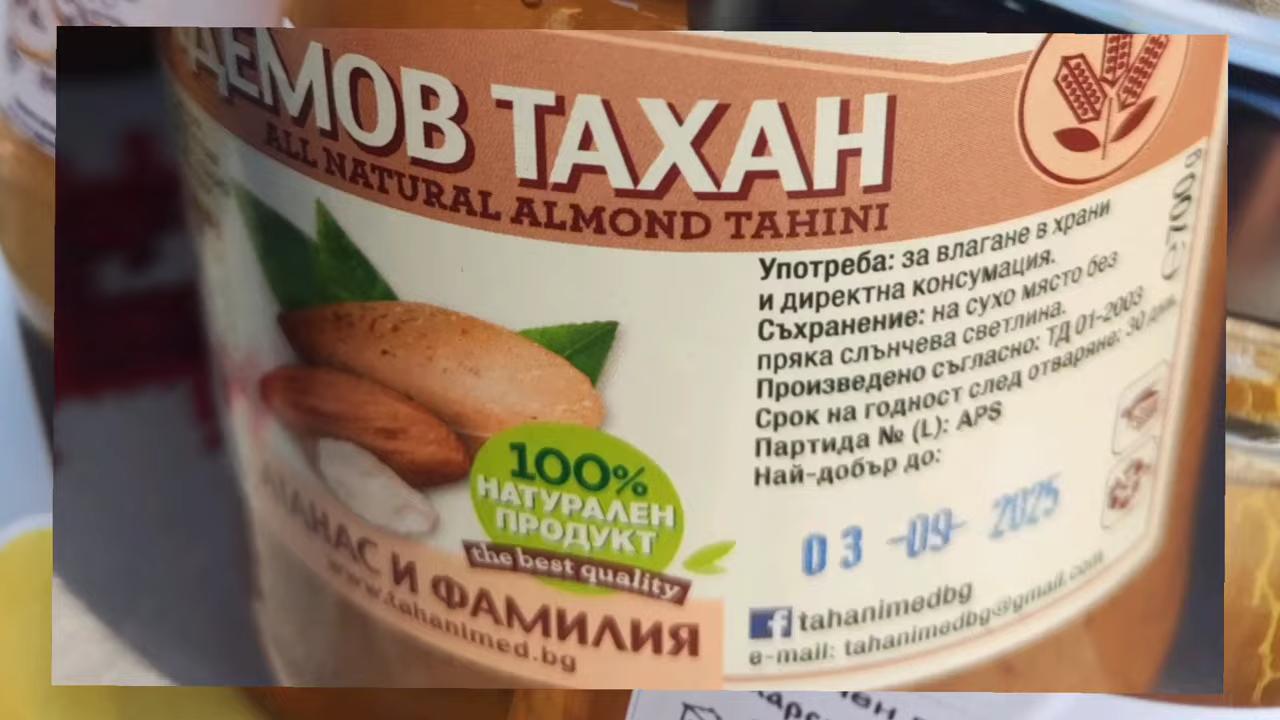 ДЕМОВ ТАХАН
ALL NATURAL ALMOND TAHINI
700 g
Употреба: за влагане в храни
и директна консумация.
Съхранение: на сухо място без
пряка слънчева светлина.
Произведено съгласно: ТД 01-2003
Срок на годност след отваряне: 30 дни.
Партида № (L): APS
Най-добър до:
03 -09- 2025
100%
НАТУРАЛЕН
ПРОДУКТ
the best quality
АТАНАС И ФАМИЛИЯ
www.tahanimed.bg
tahanimedbg
e-mail: tahanimedbg@gmail.com